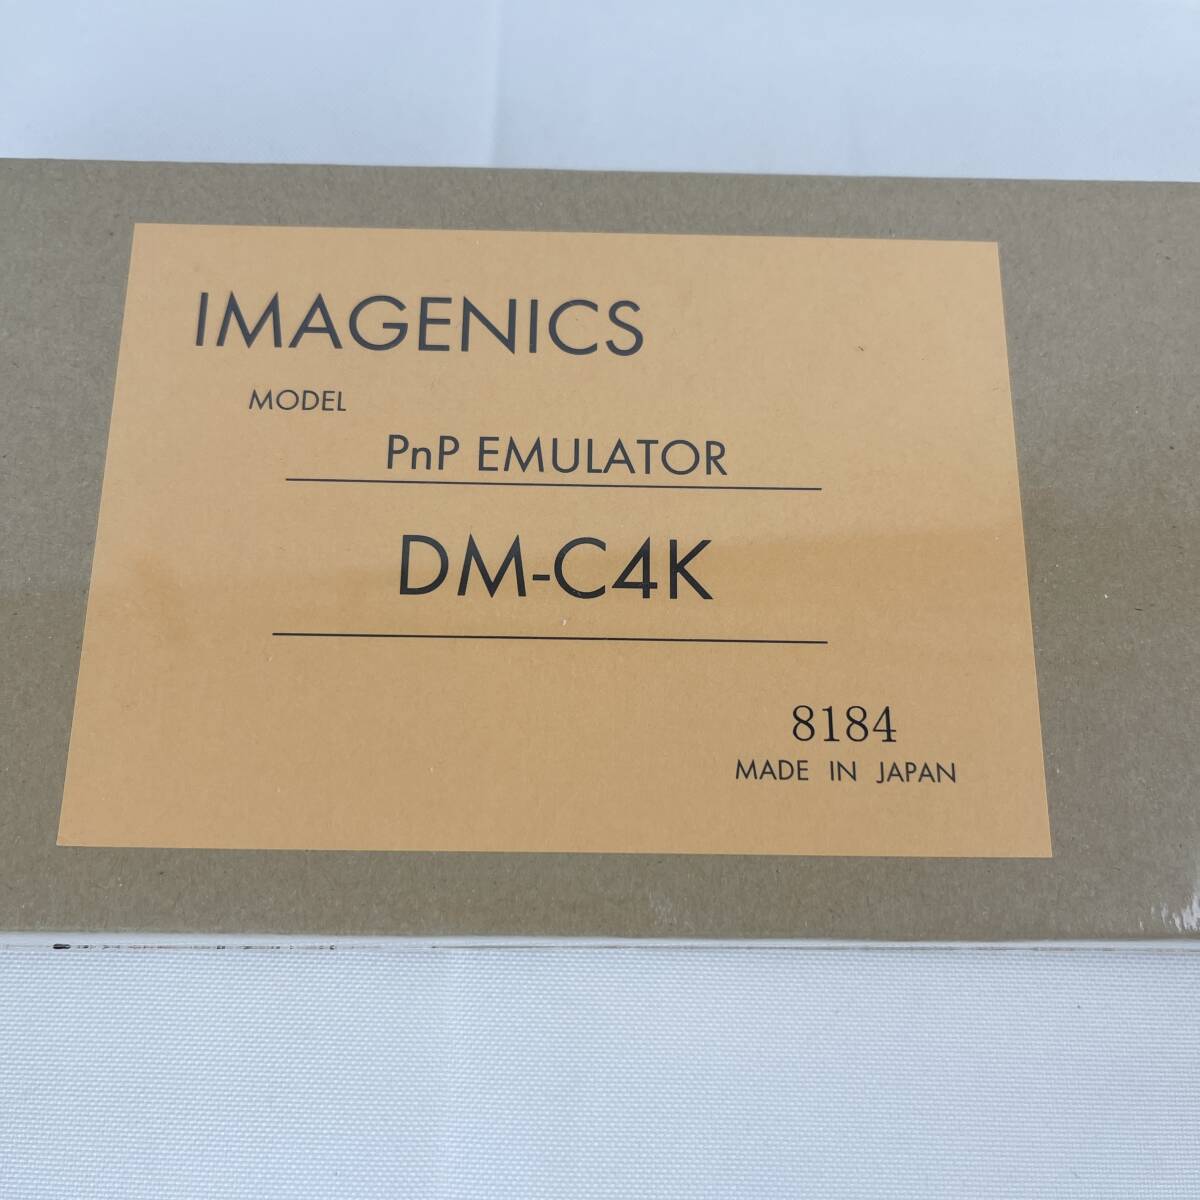 IMAGENICS
MODEL
PnP EMULATOR
DM-C4K
8184
MADE IN JAPAN